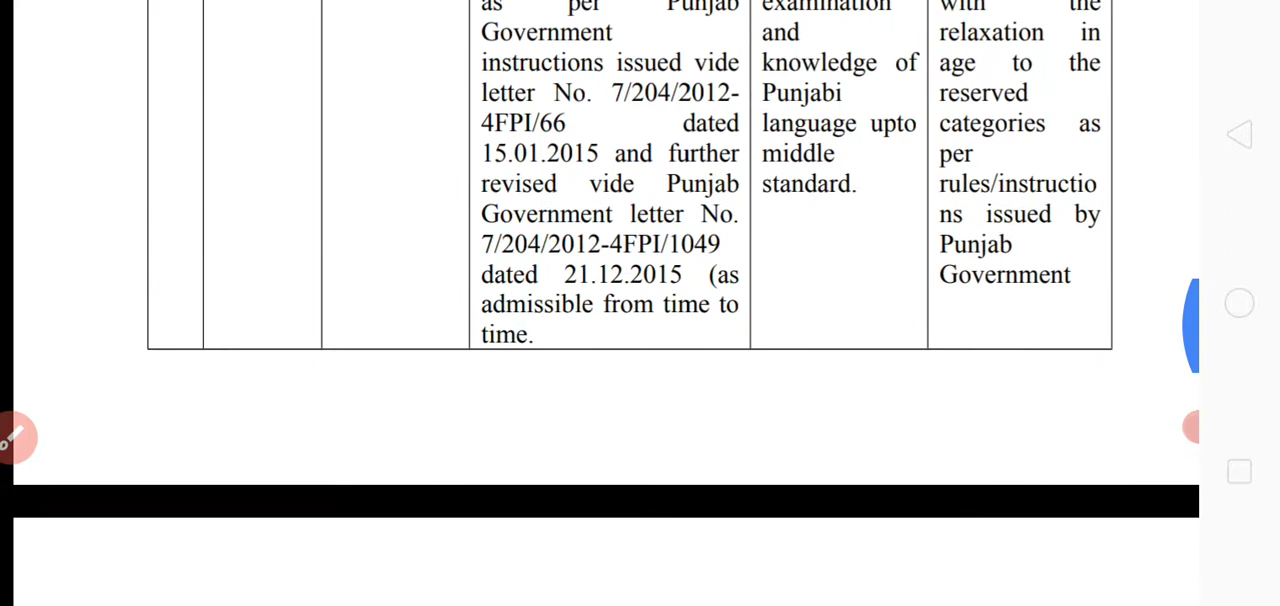 as per Punjab
Government
instructions issued vide
letter No. 7/204/2012-
4FPI/66 dated
15.01.2015 and further
revised vide Punjab
Government letter No.
7/204/2012-4FPI/1049
dated 21.12.2015 (as
admissible from time to
time.
examination
and
knowledge of
Punjabi
language upto
middle
standard.
with the
relaxation in
age to the
reserved
categories as
per
rules/instructio
ns issued by
Punjab
Government